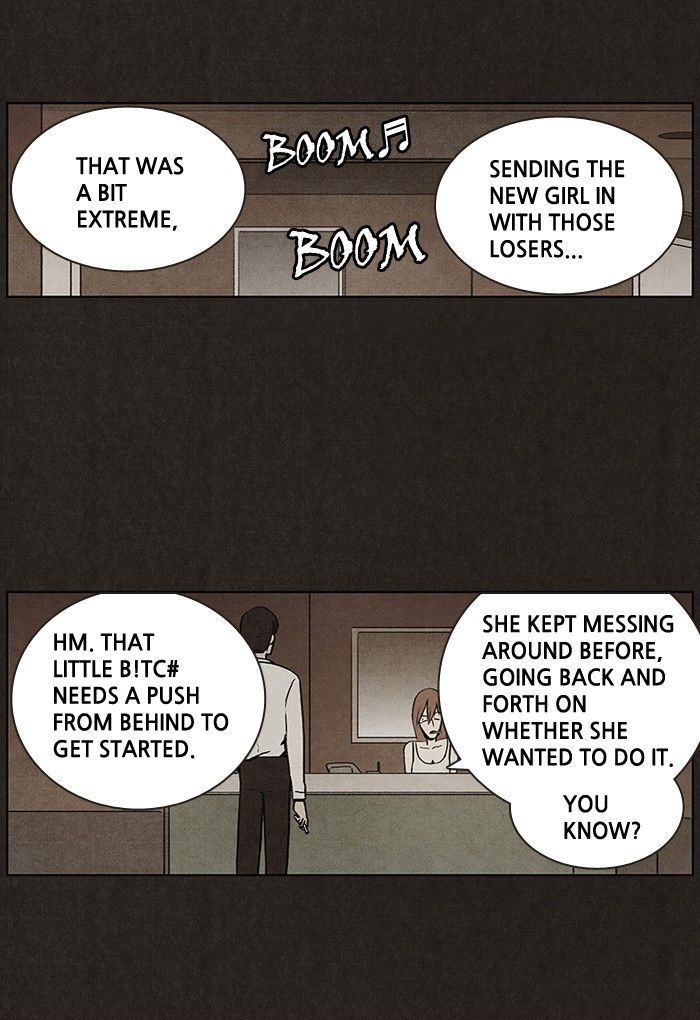 THAT WAS
A BIT
EXTREME,
BOOM♬
BOOM
SENDING THE
NEW GIRL IN
WITH THOSE
LOSERS...
HM. THAT
LITTLE B!TC#
NEEDS A PUSH
FROM BEHIND TO
GET STARTED.
SHE KEPT MESSING
AROUND BEFORE,
GOING BACK AND
FORTH ON
WHETHER SHE
WANTED TO DO IT.
YOU
KNOW?